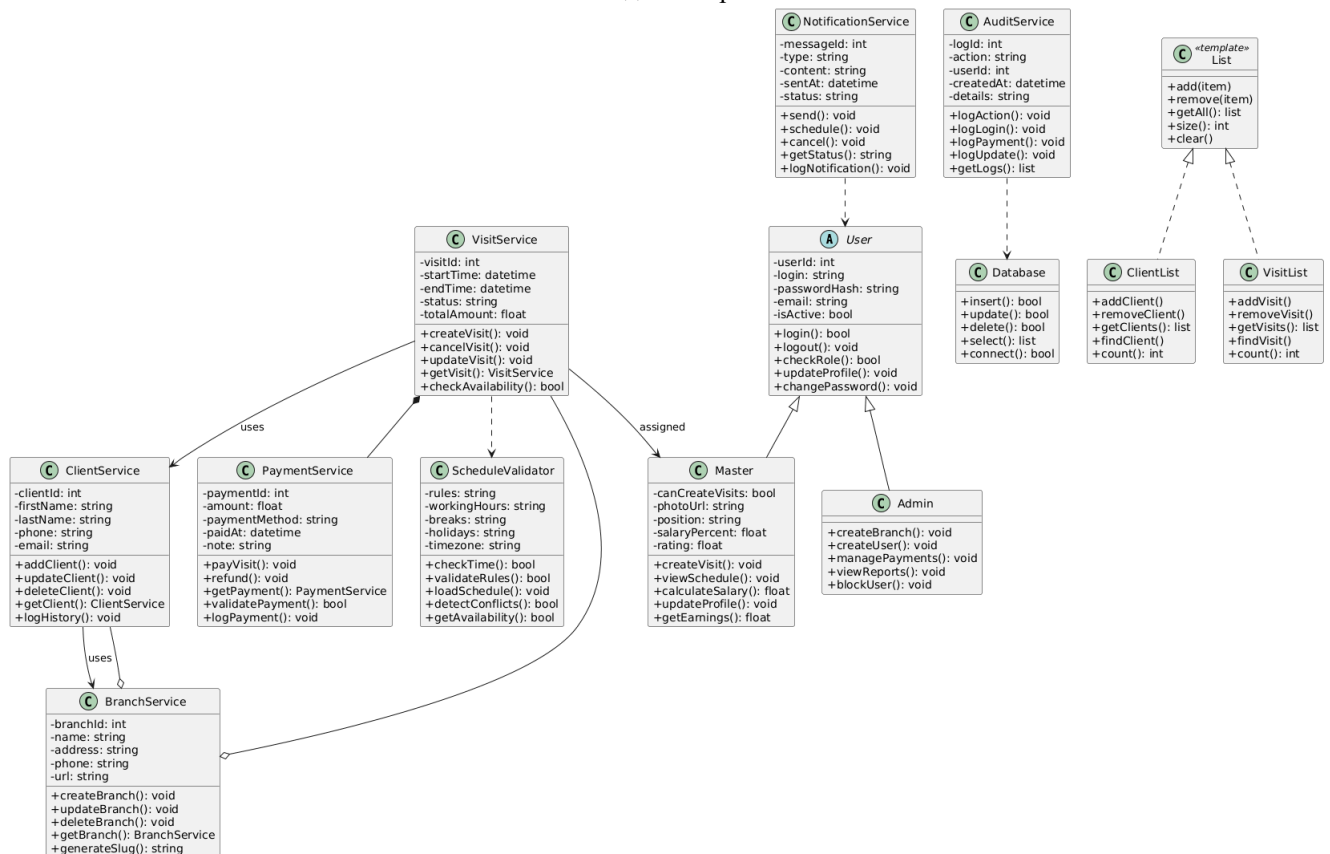 C NotificationService
-messageId: int
-type: string
-content: string
-sentAt: datetime
-status: string
+send(): void
+schedule(): void
+cancel(): void
+getStatus(): string
+logNotification(): void
C AuditService
-logId: int
-action: string
-userId: int
-createdAt: datetime
-details: string
+logAction(): void
+logLogin(): void
+logPayment(): void
+logUpdate(): void
+getLogs(): list
C «template»
List
+add(item)
+remove(item)
+getAll(): list
+size(): int
+clear()
C VisitService
-visitId: int
-startTime: datetime
-endTime: datetime
-status: string
-totalAmount: float
+createVisit(): void
+cancelVisit(): void
+updateVisit(): void
+getVisit(): VisitService
+checkAvailability(): bool
A User
-userId: int
-login: string
-passwordHash: string
-email: string
-isActive: bool
+login(): bool
+logout(): void
+checkRole(): bool
+updateProfile(): void
+changePassword(): void
C Database
+insert(): bool
+update(): bool
+delete(): bool
+select(): list
+connect(): bool
C ClientList
+addClient()
+removeClient()
+getClients(): list
+findClient()
+count(): int
C VisitList
+addVisit()
+removeVisit()
+getVisits(): list
+findVisit()
+count(): int
uses
assigned
C ClientService
-clientId: int
-firstName: string
-lastName: string
-phone: string
-email: string
+addClient(): void
+updateClient(): void
+deleteClient(): void
+getClient(): ClientService
+logHistory(): void
C PaymentService
-paymentId: int
-amount: float
-paymentMethod: string
-paidAt: datetime
-note: string
+payVisit(): void
+refund(): void
+getPayment(): PaymentService
+validatePayment(): bool
+logPayment(): void
C ScheduleValidator
-rules: string
-workingHours: string
-breaks: string
-holidays: string
-timezone: string
+checkTime(): bool
+validateRules(): bool
+loadSchedule(): void
+detectConflicts(): bool
+getAvailability(): bool
C Master
-canCreateVisits: bool
-photoUrl: string
-position: string
-salaryPercent: float
-rating: float
+createVisit(): void
+viewSchedule(): void
+calculateSalary(): float
+updateProfile(): void
+getEarnings(): float
C Admin
+createBranch(): void
+createUser(): void
+managePayments(): void
+viewReports(): void
+blockUser(): void
uses
C BranchService
-branchId: int
-name: string
-address: string
-phone: string
-url: string
+createBranch(): void
+updateBranch(): void
+deleteBranch(): void
+getBranch(): BranchService
+generateSlug(): string